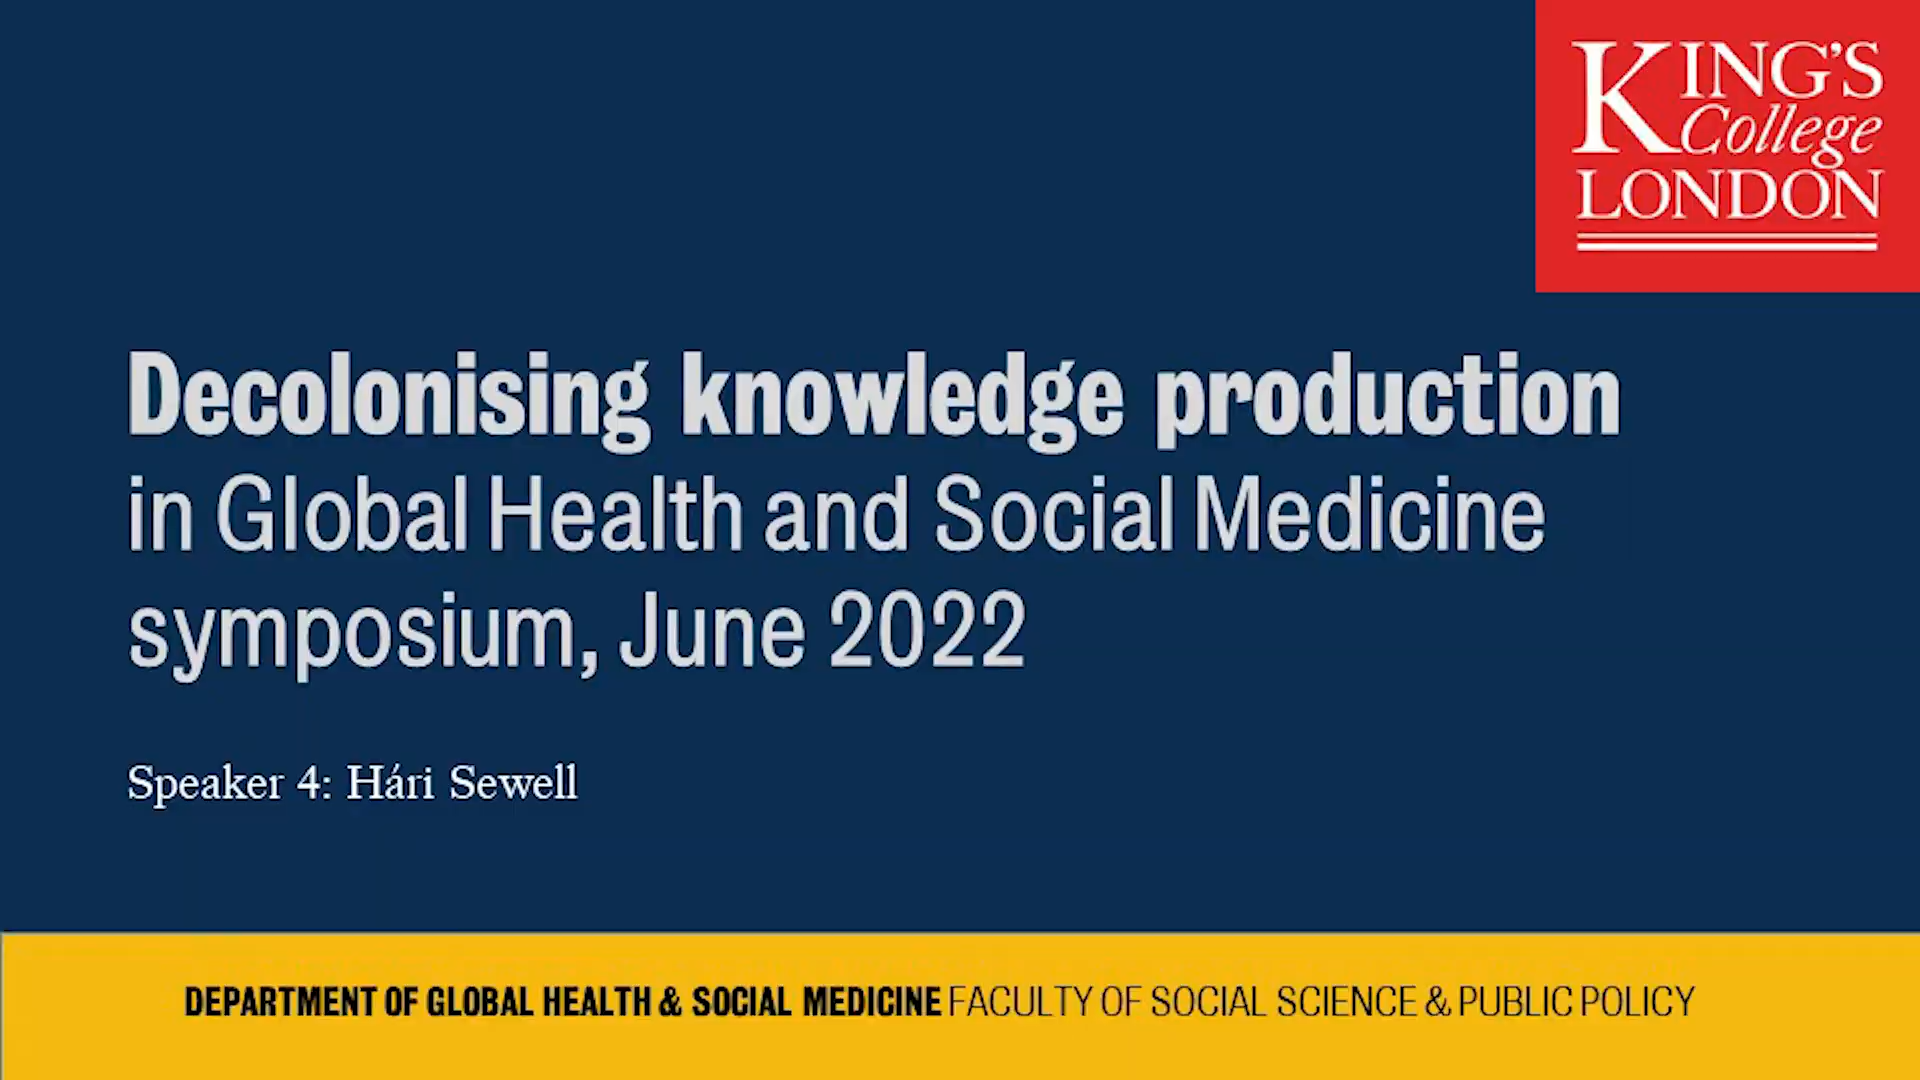 KING'S
College
LONDON
Decolonising knowledge production
in Global Health and Social Medicine
symposium, June 2022
Speaker 4: Hári Sewell
DEPARTMENT OF GLOBAL HEALTH & SOCIAL MEDICINE FACULTY OF SOCIAL SCIENCE & PUBLIC POLICY